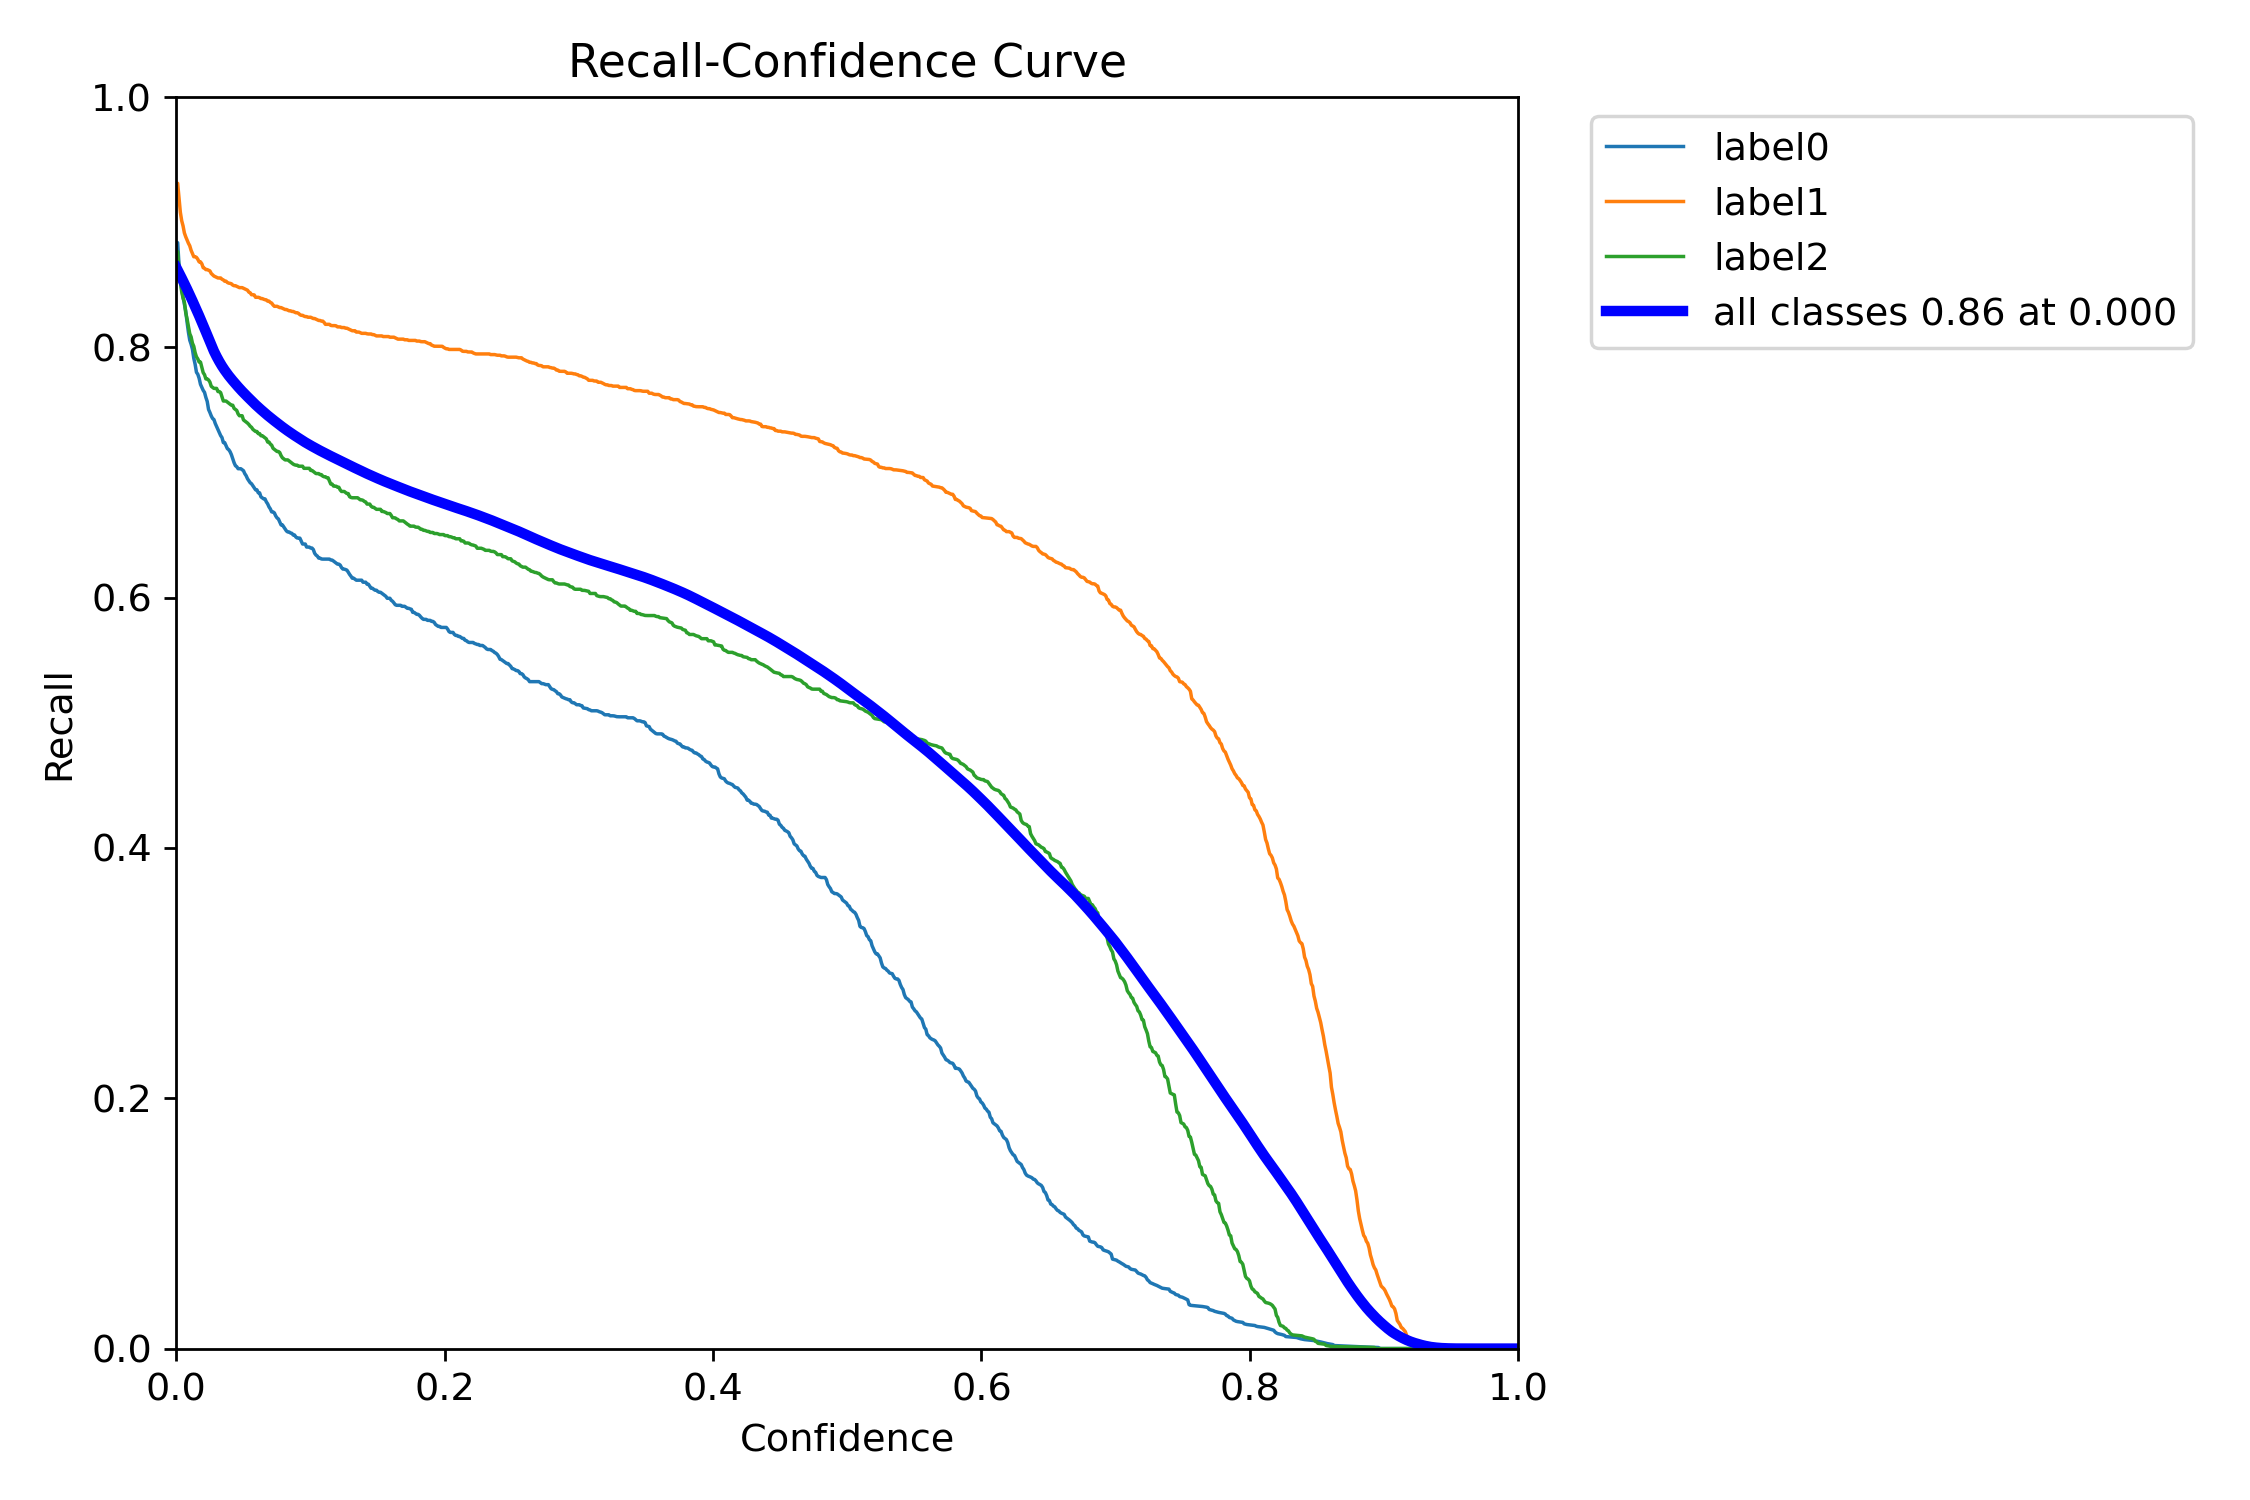 Recall-Confidence Curve
1.0
0.8
0.6
0.4
0.2
0.0
Recall
0.0 0.2 0.4 0.6 0.8 1.0
Confidence
label0
label1
label2
all classes 0.86 at 0.000